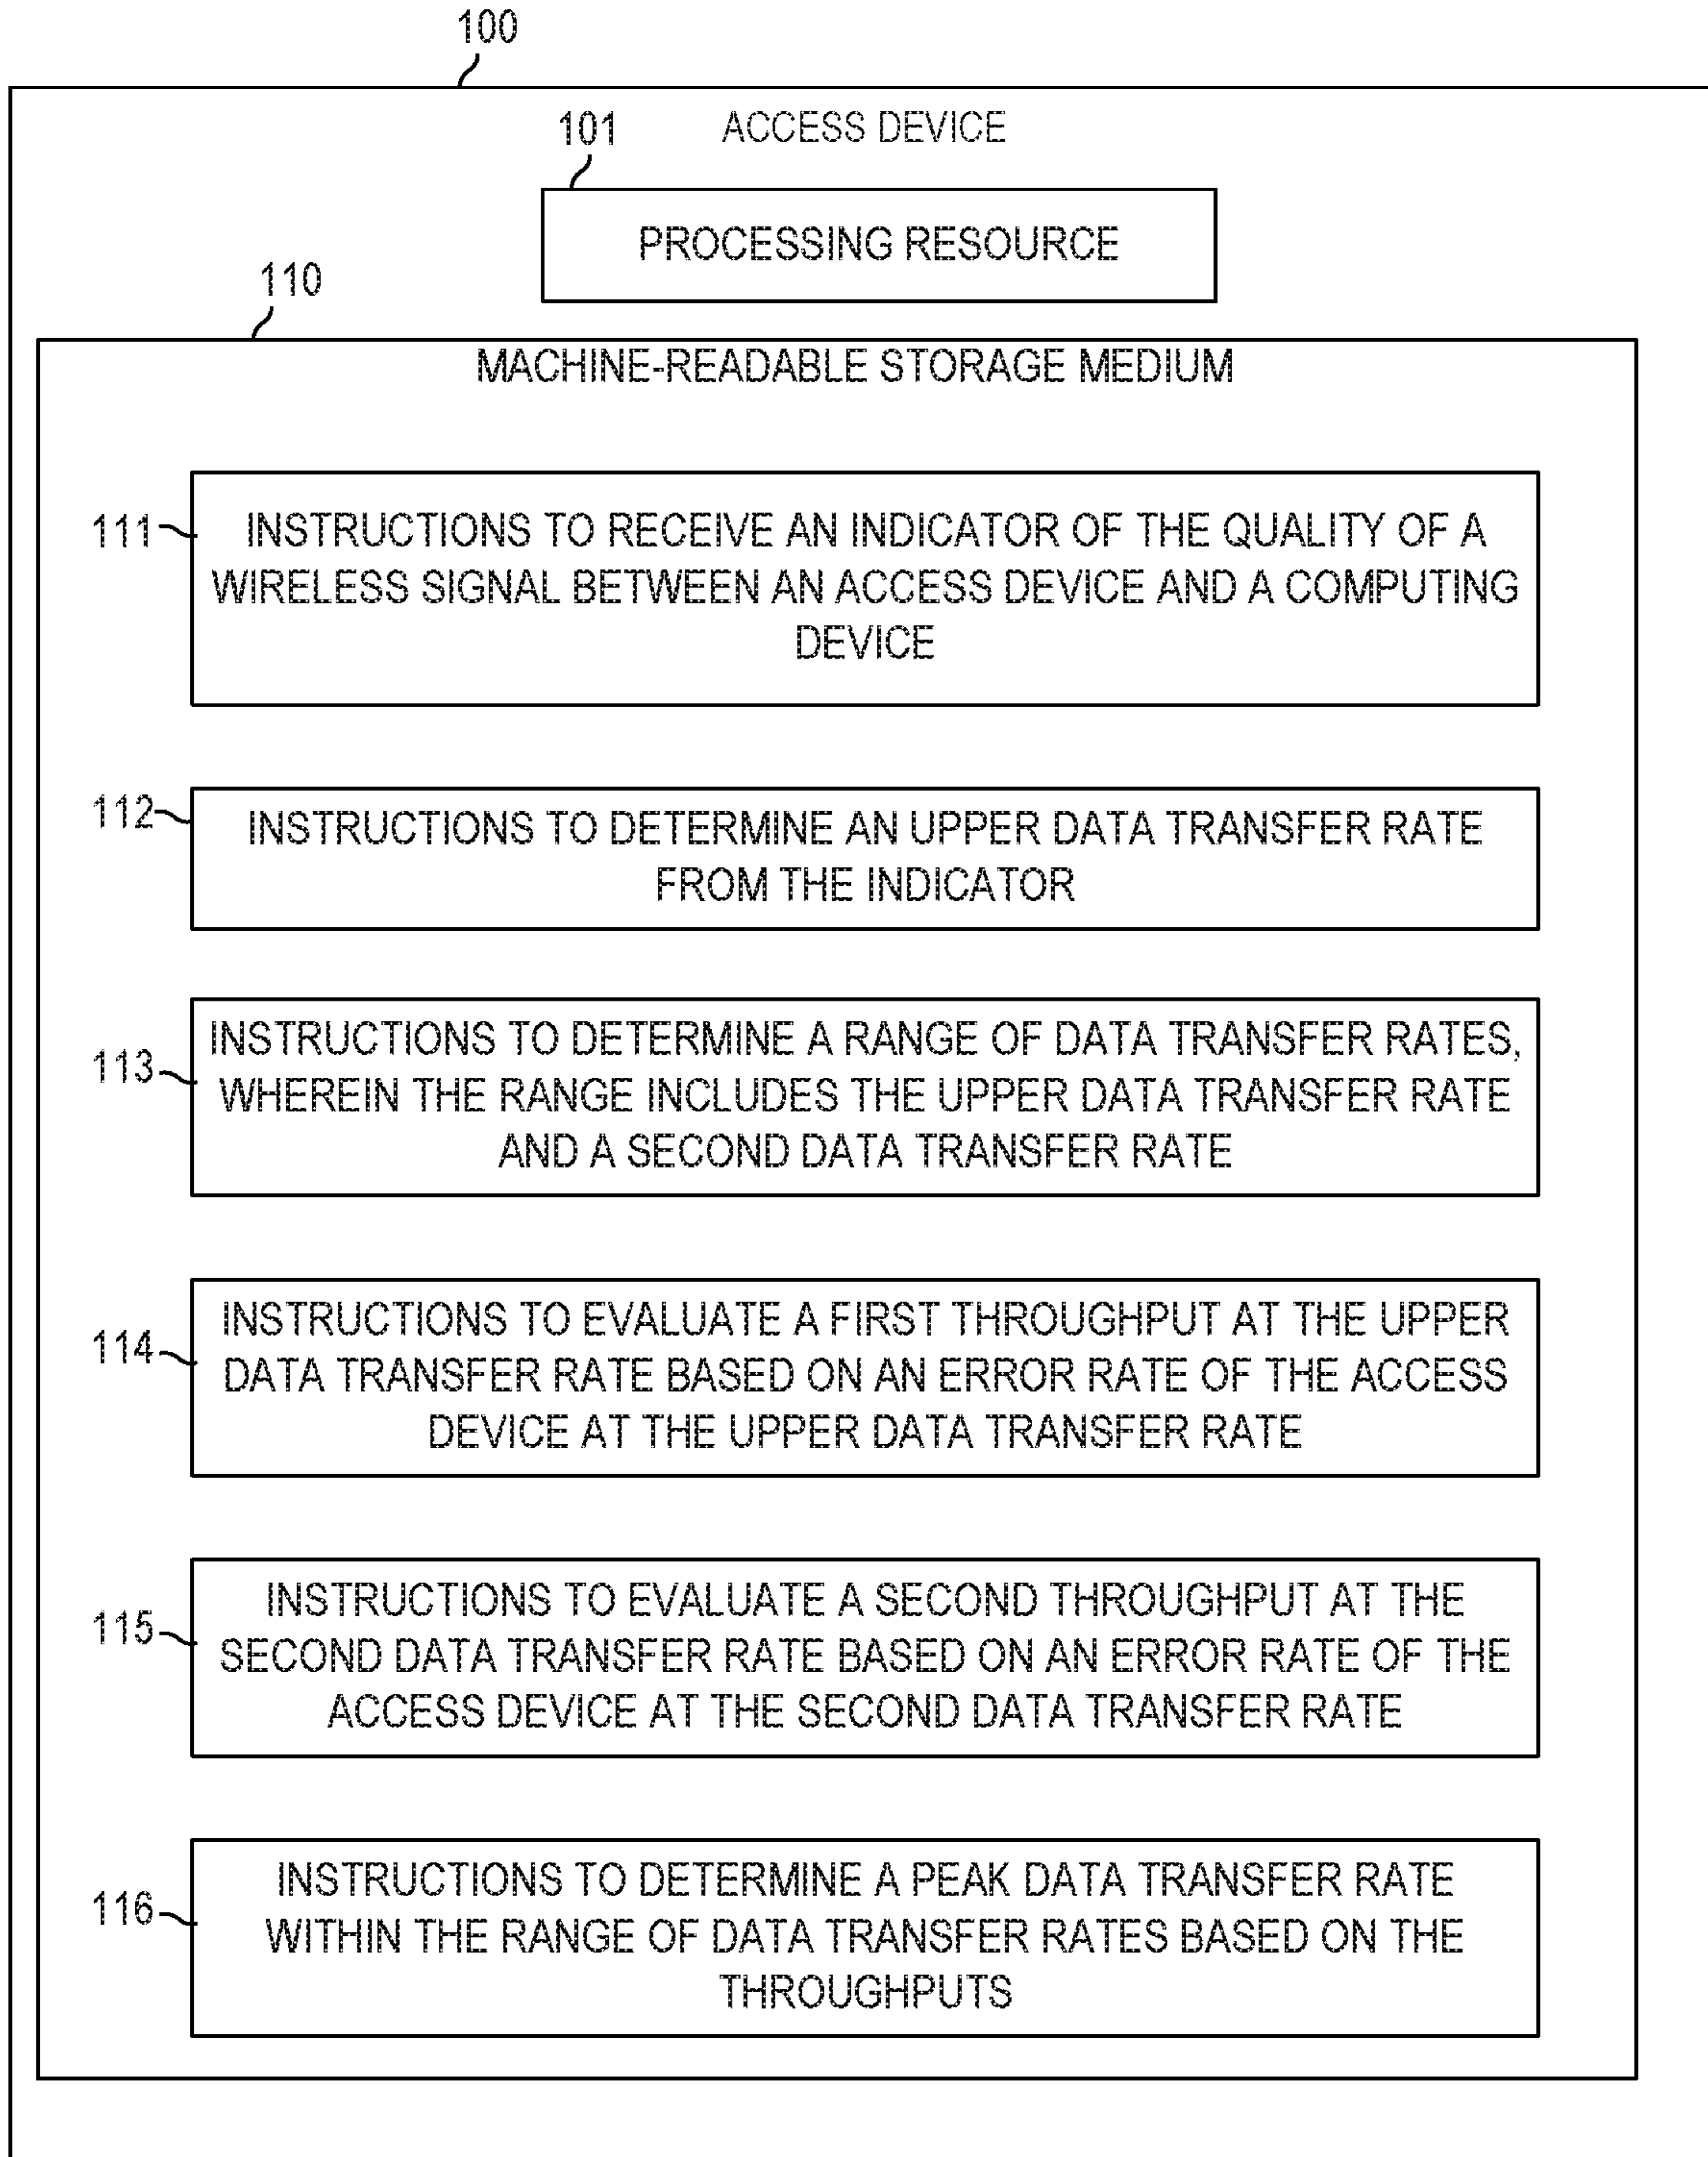 100
101
ACCESS DEVICE
PROCESSING RESOURCE
110
MACHINE-READABLE STORAGE MEDIUM
111
INSTRUCTIONS TO RECEIVE AN INDICATOR OF THE QUALITY OF A
WIRELESS SIGNAL BETWEEN AN ACCESS DEVICE AND A COMPUTING
DEVICE
112
INSTRUCTIONS TO DETERMINE AN UPPER DATA TRANSFER RATE
FROM THE INDICATOR
113
INSTRUCTIONS TO DETERMINE A RANGE OF DATA TRANSFER RATES,
WHEREIN THE RANGE INCLUDES THE UPPER DATA TRANSFER RATE
AND A SECOND DATA TRANSFER RATE
114
INSTRUCTIONS TO EVALUATE A FIRST THROUGHPUT AT THE UPPER
DATA TRANSFER RATE BASED ON AN ERROR RATE OF THE ACCESS
DEVICE AT THE UPPER DATA TRANSFER RATE
115
INSTRUCTIONS TO EVALUATE A SECOND THROUGHPUT AT THE
SECOND DATA TRANSFER RATE BASED ON AN ERROR RATE OF THE
ACCESS DEVICE AT THE SECOND DATA TRANSFER RATE
116
INSTRUCTIONS TO DETERMINE A PEAK DATA TRANSFER RATE
WITHIN THE RANGE OF DATA TRANSFER RATES BASED ON THE
THROUGHPUTS